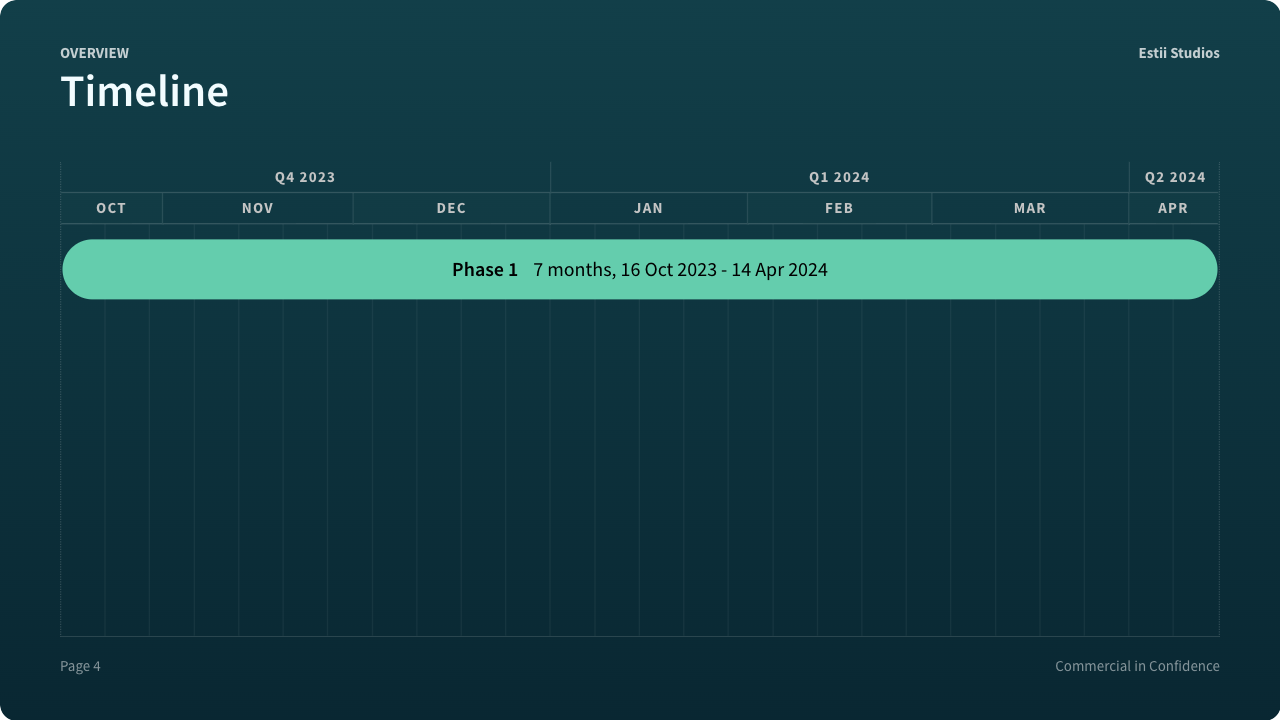 OVERVIEW
Estii Studios
Timeline
Q4 2023 Q1 2024 Q2 2024
OCT NOV DEC JAN FEB MAR APR
Phase 1 7 months, 16 Oct 2023 - 14 Apr 2024
Page 4
Commercial in Confidence